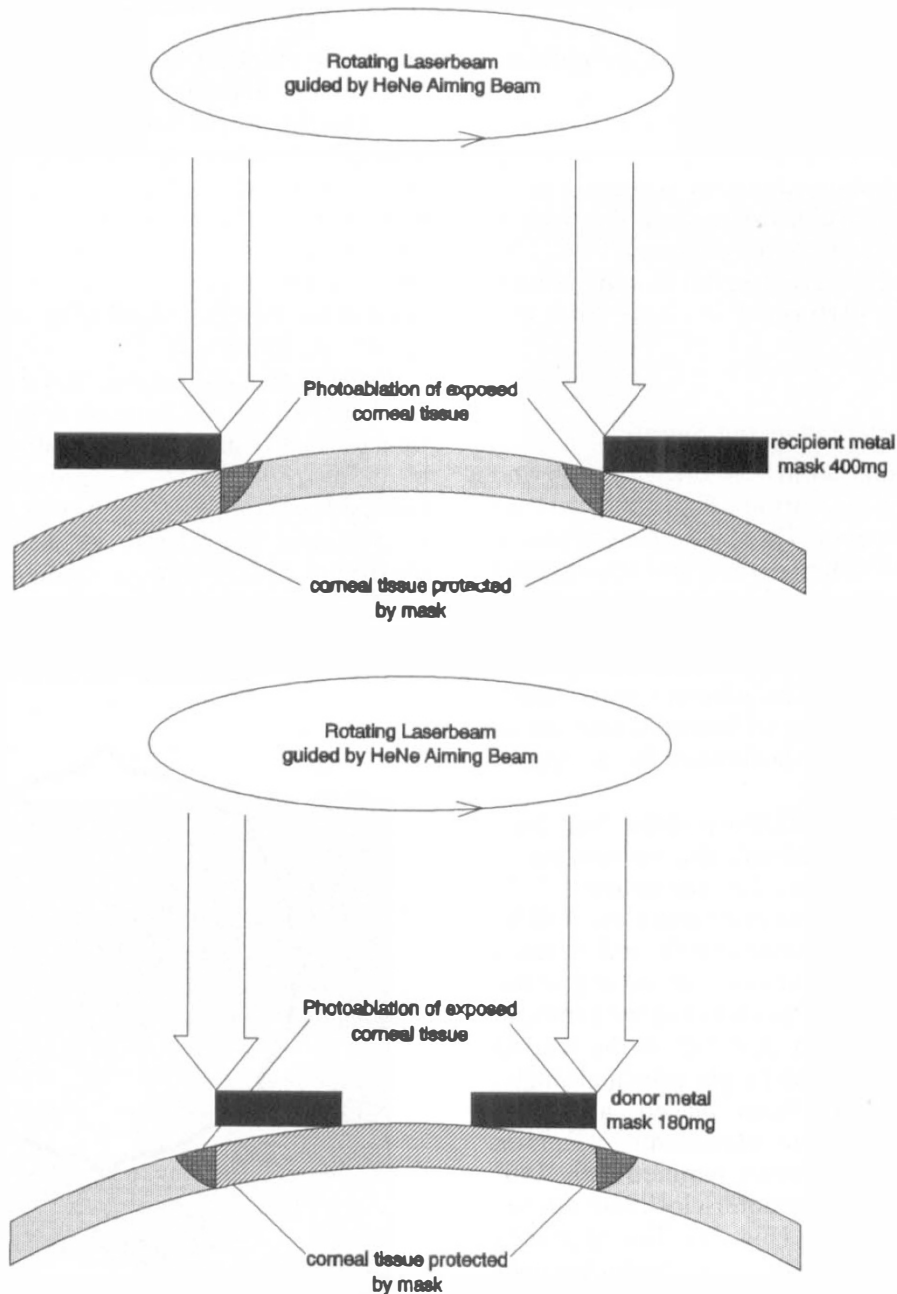 Rotating Laserbeam
guided by HeNe Aiming Beam
Photoablation of exposed
corneal tissue
recipient metal
mask 400mg
corneal tissue protected
by mask
Rotating Laserbeam
guided by HeNe Aiming Beam
Photoablation of exposed
corneal tissue
donor metal
mask 180mg
corneal tissue protected
by mask